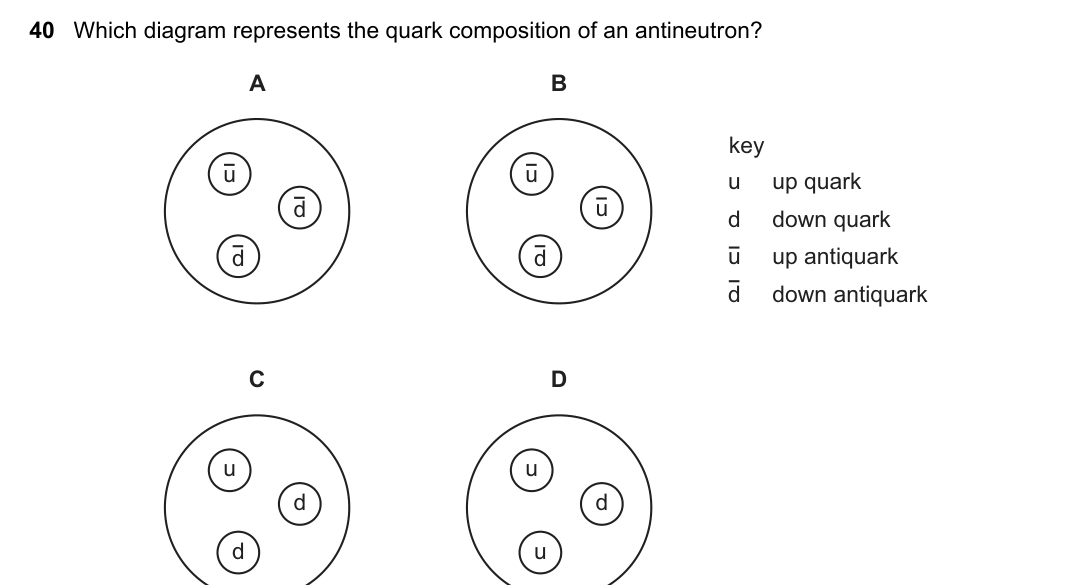 40 Which diagram represents the quark composition of an antineutron?
A B
u̅ u̅
d̅ u̅
d̅ d̅
key
u up quark
d down quark
u̅ up antiquark
d̅ down antiquark
C D
u u
d d
d u